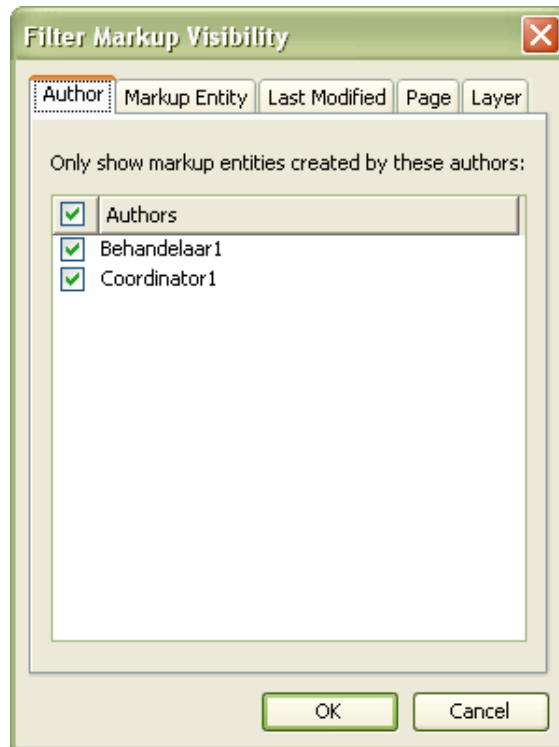 Filter Markup Visibility
Author Markup Entity Last Modified Page Layer
Only show markup entities created by these authors:
Authors
Behandelaar1
Coordinator1
OK Cancel